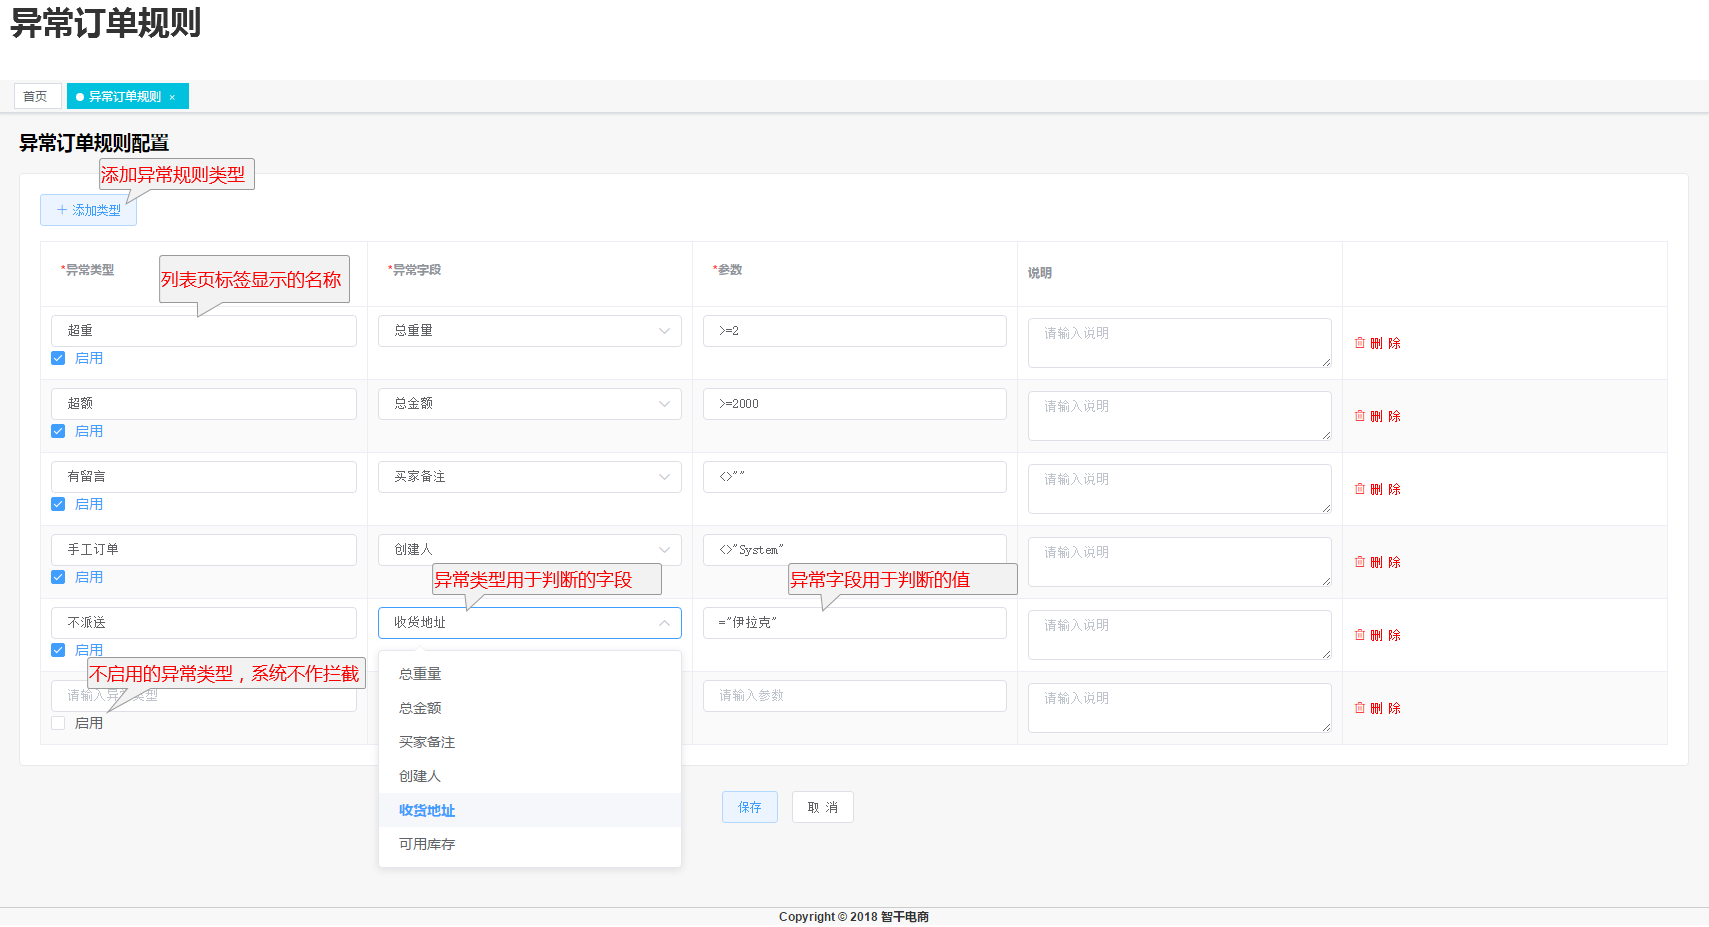 异常订单规则
首页
异常订单规则 ×
异常订单规则配置
添加异常规则类型
+ 添加类型
*异常类型
*异常字段
*参数
说明
列表页标签显示的名称
超重
总重量
>=2
请输入说明
删 除
启用
超额
总金额
>=2000
请输入说明
删 除
启用
有留言
买家备注
<>""
请输入说明
删 除
启用
手工订单
创建人
<>"System"
请输入说明
删 除
启用
异常类型用于判断的字段
异常字段用于判断的值
不派送
收货地址
="伊拉克"
请输入说明
删 除
启用
不启用的异常类型，系统不作拦截
请输入异常类型
请输入参数
请输入说明
删 除
启用
总重量
总金额
买家备注
创建人
收货地址
可用库存
保存
取 消
Copyright © 2018 智干电商